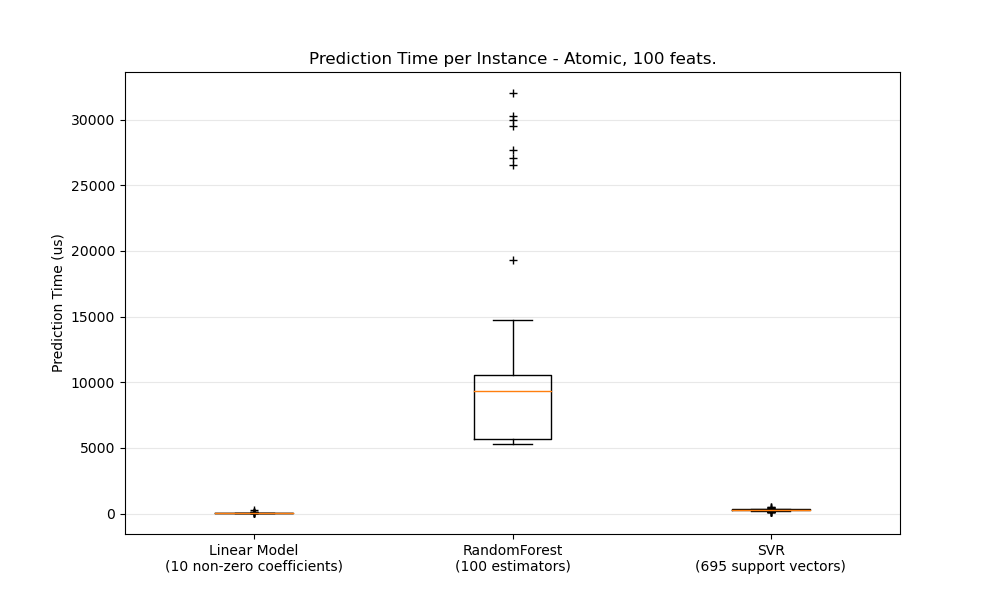 Prediction Time per Instance - Atomic, 100 feats.
Prediction Time (us)
30000
25000
20000
15000
10000
5000
0
Linear Model
(10 non-zero coefficients)
RandomForest
(100 estimators)
SVR
(695 support vectors)